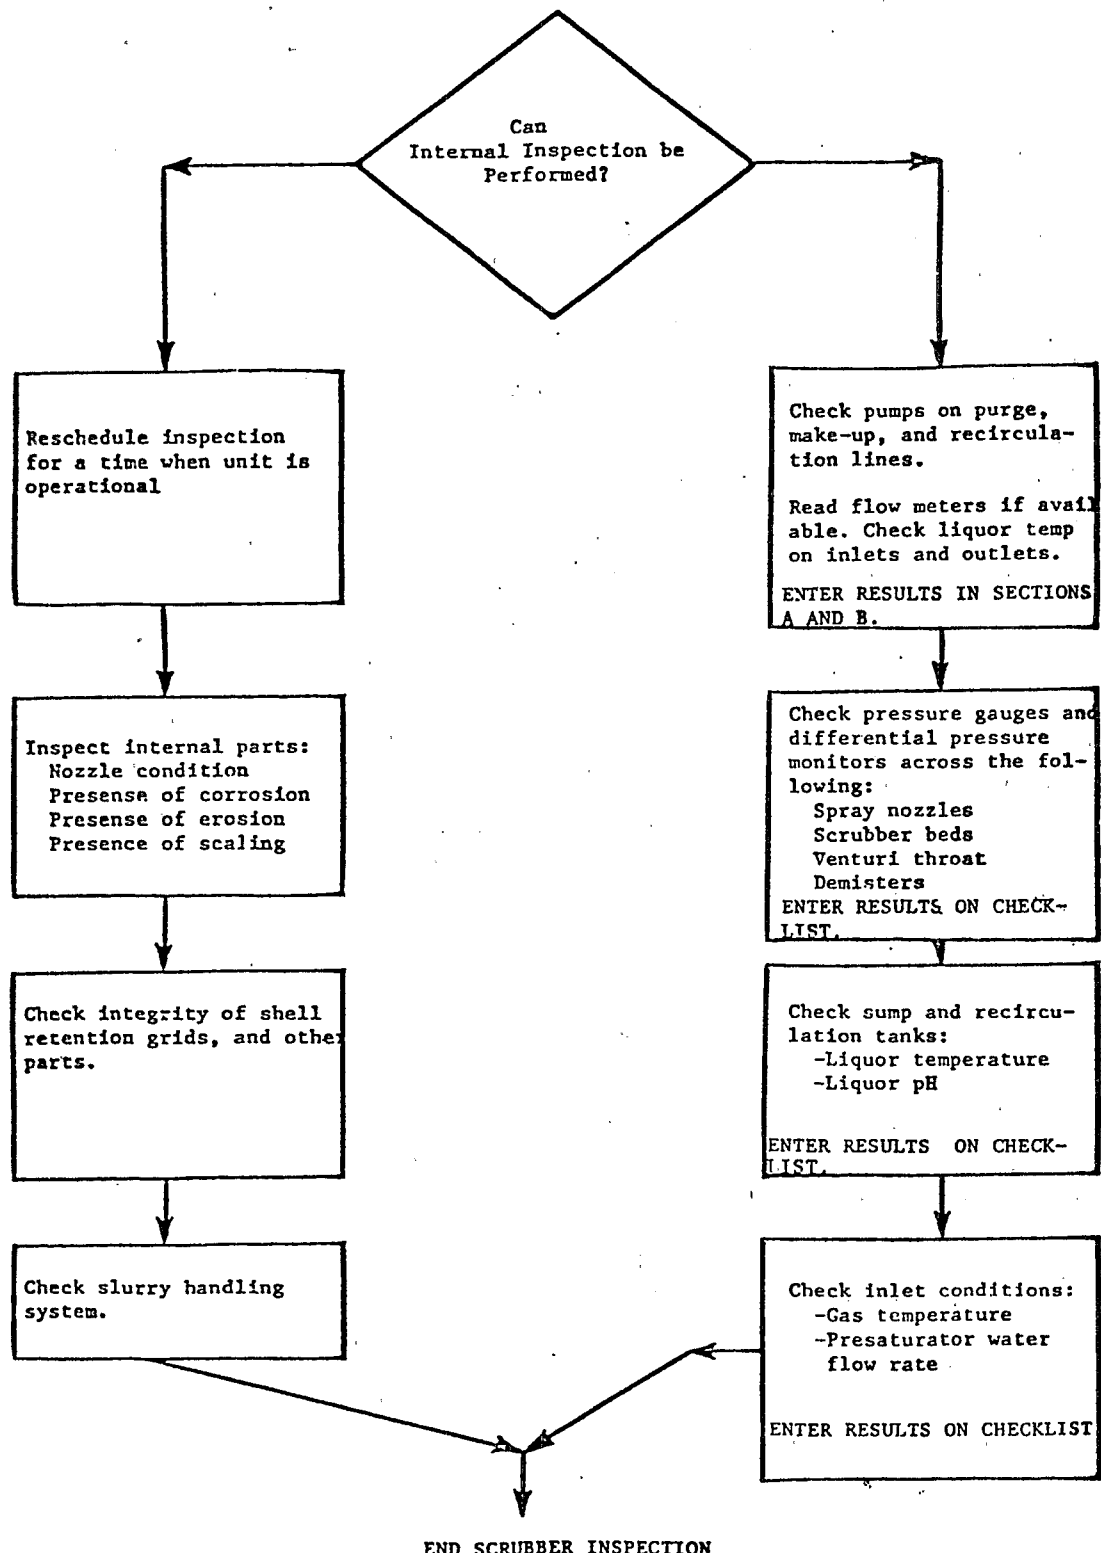 Can
Internal Inspection be
Performed?
Reschedule inspection
for a time when unit is
operational
Inspect internal parts:
Nozzle condition
Presense of corrosion
Presense of erosion
Presence of scaling
Check integrity of shell
retention grids, and other
parts.
Check slurry handling
system.
Check pumps on purge,
make-up, and recircula-
tion lines.
Read flow meters if avail
able. Check liquor temp
on inlets and outlets.
ENTER RESULTS IN SECTIONS
A AND B.
Check pressure gauges and
differential pressure
monitors across the fol-
lowing:
Spray nozzles
Scrubber beds
Venturi throat
Demisters
ENTER RESULTS ON CHECK-
LIST.
Check sump and recircu-
lation tanks:
-Liquor temperature
-Liquor pH
ENTER RESULTS ON CHECK-
LIST.
Check inlet conditions:
-Gas temperature
-Presaturator water
flow rate
ENTER RESULTS ON CHECKLIST
END SCRUBBER INSPECTION